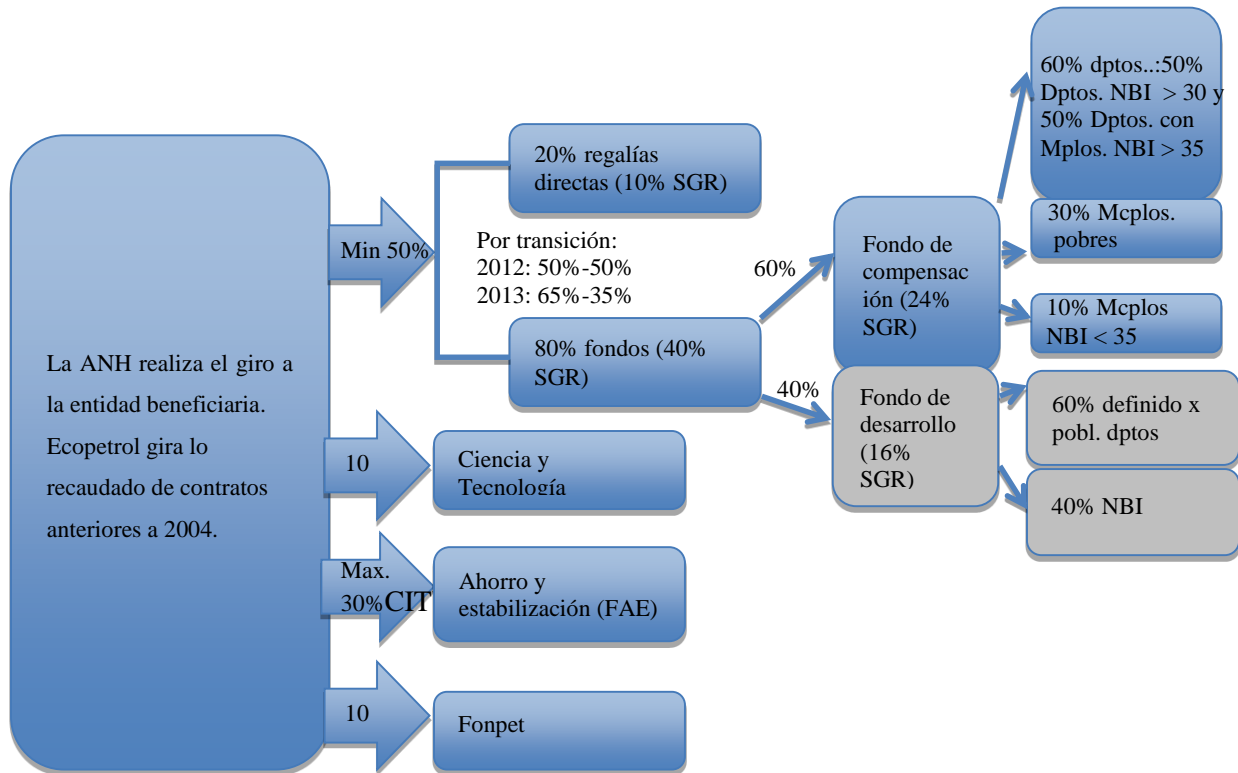 La ANH realiza el giro a
la entidad beneficiaria.
Ecopetrol gira lo
recaudado de contratos
anteriores a 2004.
Min 50%
10
Max.
30%CIT
10
20% regalías
directas (10% SGR)
Por transición:
2012: 50%-50%
2013: 65%-35%
80% fondos (40%
SGR)
Ciencia y
Tecnología
Ahorro y
estabilización (FAE)
Fonpet
60%
40%
Fondo de
compensac
ión (24%
SGR)
Fondo de
desarrollo
(16%
SGR)
60% dptos..:50%
Dptos. NBI > 30 y
50% Dptos. con
Mplos. NBI > 35
30% Mcplos.
pobres
10% Mcplos
NBI < 35
60% definido x
pobl. dptos
40% NBI